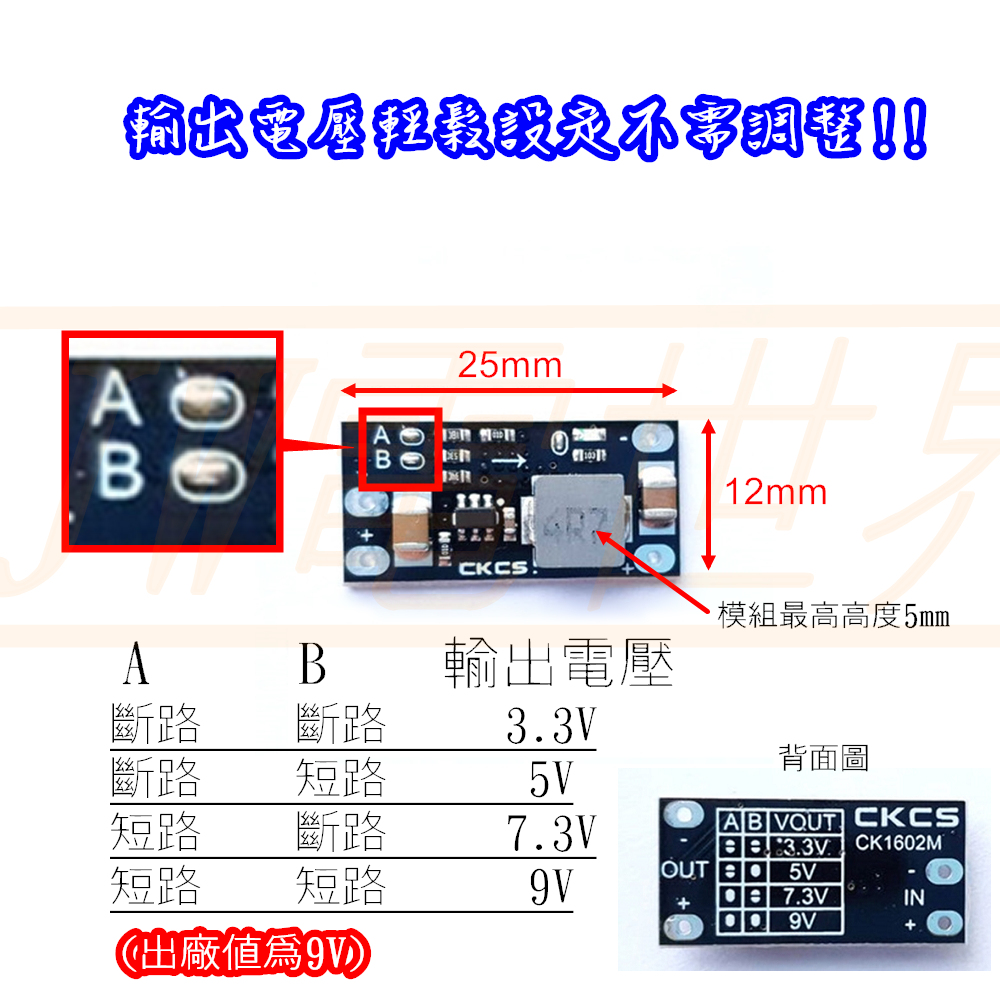 輸出電壓輕鬆設定不需調整!!
25mm
A
B
A
B
-
12mm
-
+
4R7
CKCS
+
模組最高高度5mm
A B 輸出電壓
斷路 斷路 3.3V
斷路 短路 5V
短路 斷路 7.3V
短路 短路 9V
(出廠值為9V)
背面圖
A B VOUT
*3.3V
5V
7.3V
9V
CKCS
CK1602M
-
OUT
+
-
IN
+